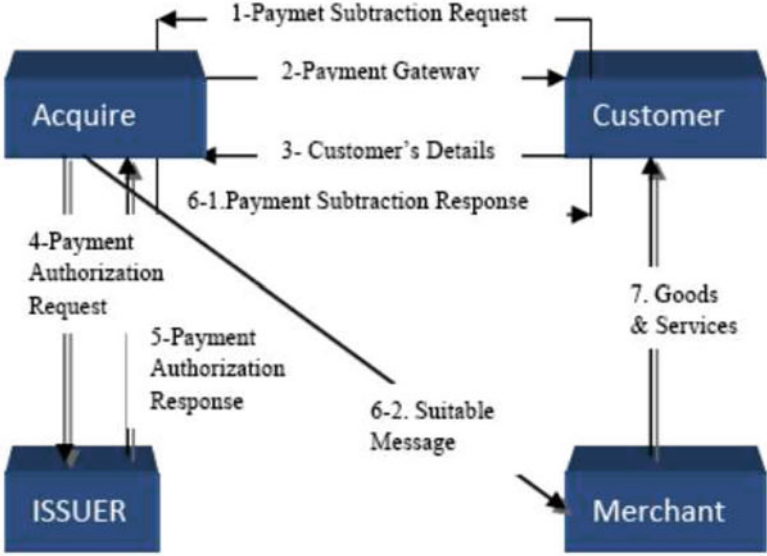 1-Paymet Subtraction Request
2-Payment Gateway
Acquire
Customer
3- Customer's Details
6-1.Payment Subtraction Response
4-Payment
Authorization
Request
7. Goods
& Services
5-Payment
Authorization
Response
6-2. Suitable
Message
ISSUER
Merchant